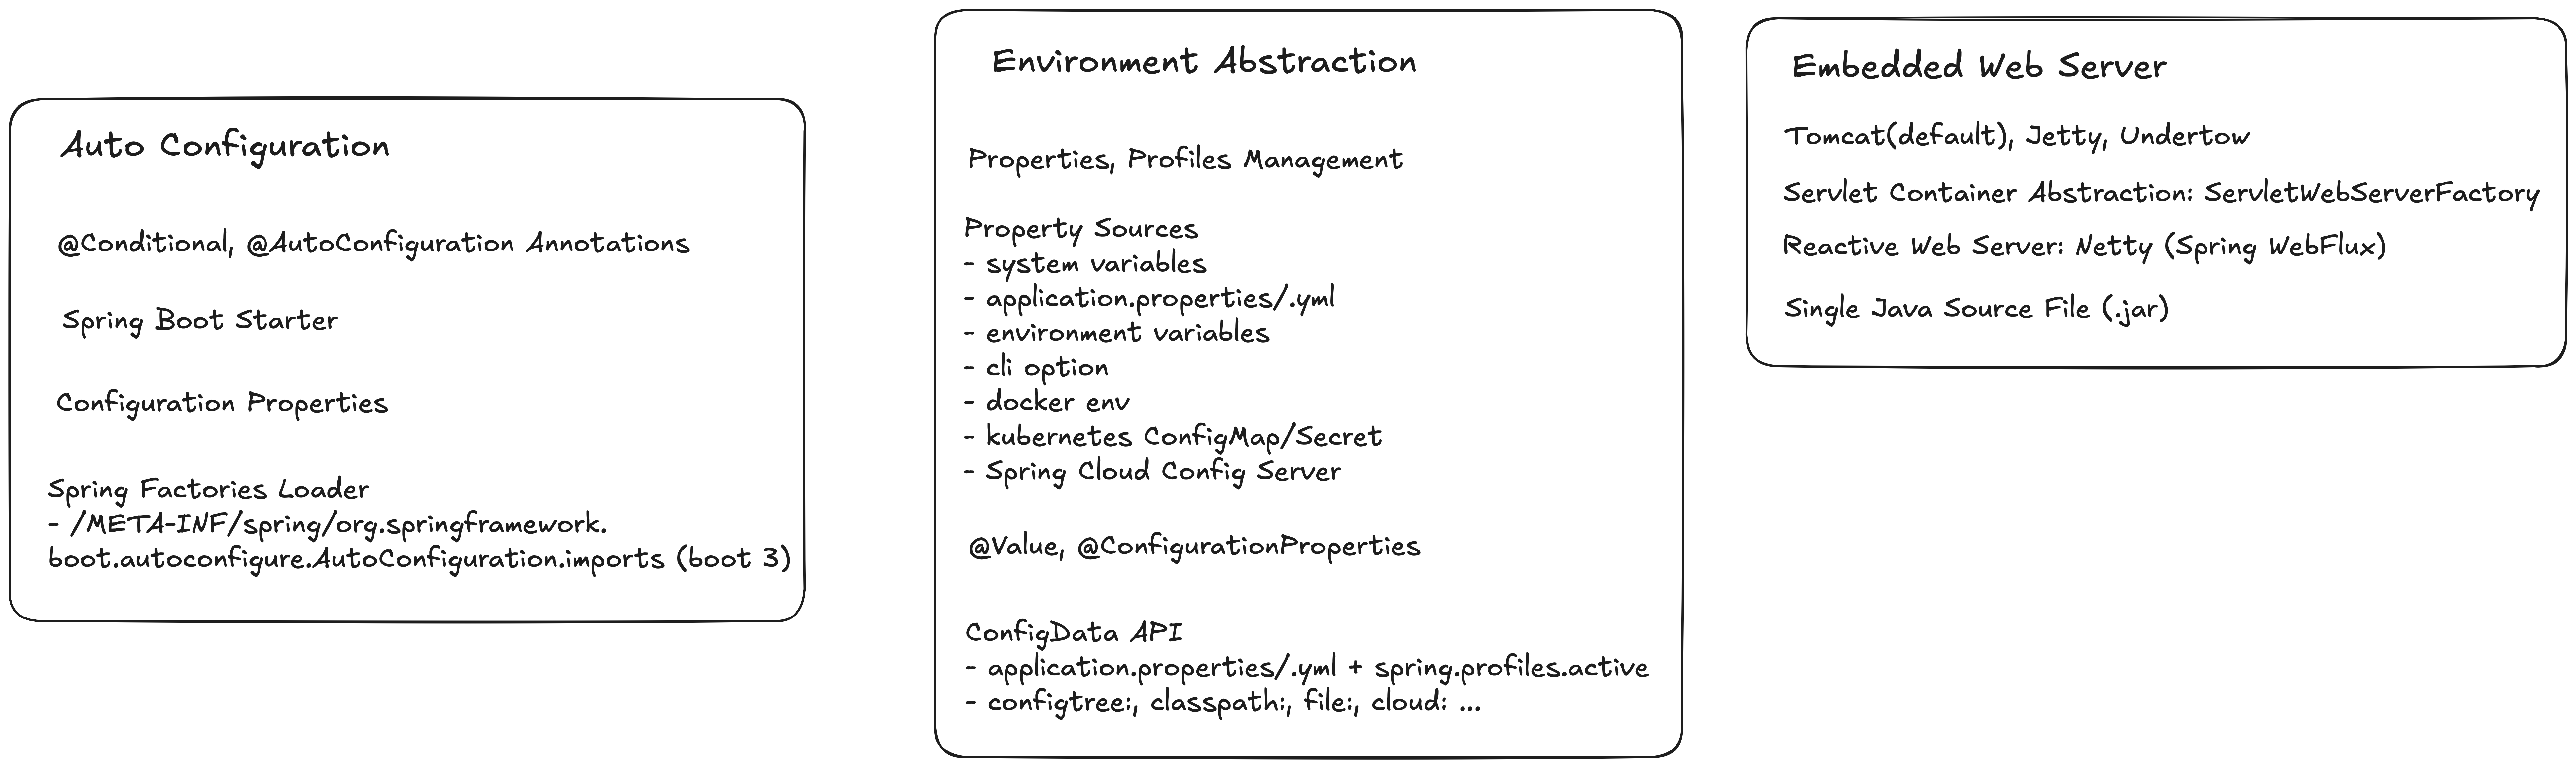 Auto Configuration
@Conditional, @AutoConfiguration Annotations
Spring Boot Starter
Configuration Properties
Spring Factories Loader
- /META-INF/spring/org.springframework.
boot.autoconfigure.AutoConfiguration.imports (boot 3)
Environment Abstraction
Properties, Profiles Management
Property Sources
- system variables
- application.properties/.yml
- environment variables
- cli option
- docker env
- kubernetes ConfigMap/Secret
- Spring Cloud Config Server
@Value, @ConfigurationProperties
ConfigData API
- application.properties/.yml + spring.profiles.active
- configtree:, classpath:, file:, cloud: ...
Embedded Web Server
Tomcat(default), Jetty, Undertow
Servlet Container Abstraction: ServletWebServerFactory
Reactive Web Server: Netty (Spring WebFlux)
Single Java Source File (.jar)